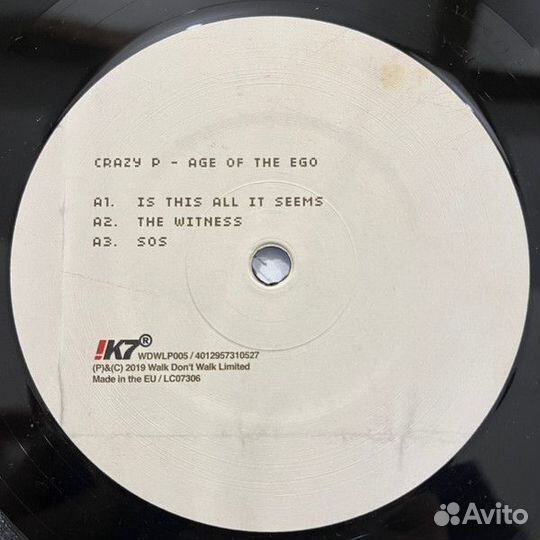 CRAZY P - AGE OF THE EGO
A1. IS THIS ALL IT SEEMS
A2. THE WITNESS
A3. SOS
!K7®
WDWLP005 / 4012957310527
(P)&(C) 2019 Walk Don't Walk Limited
Made in the EU / LC07306
Avito